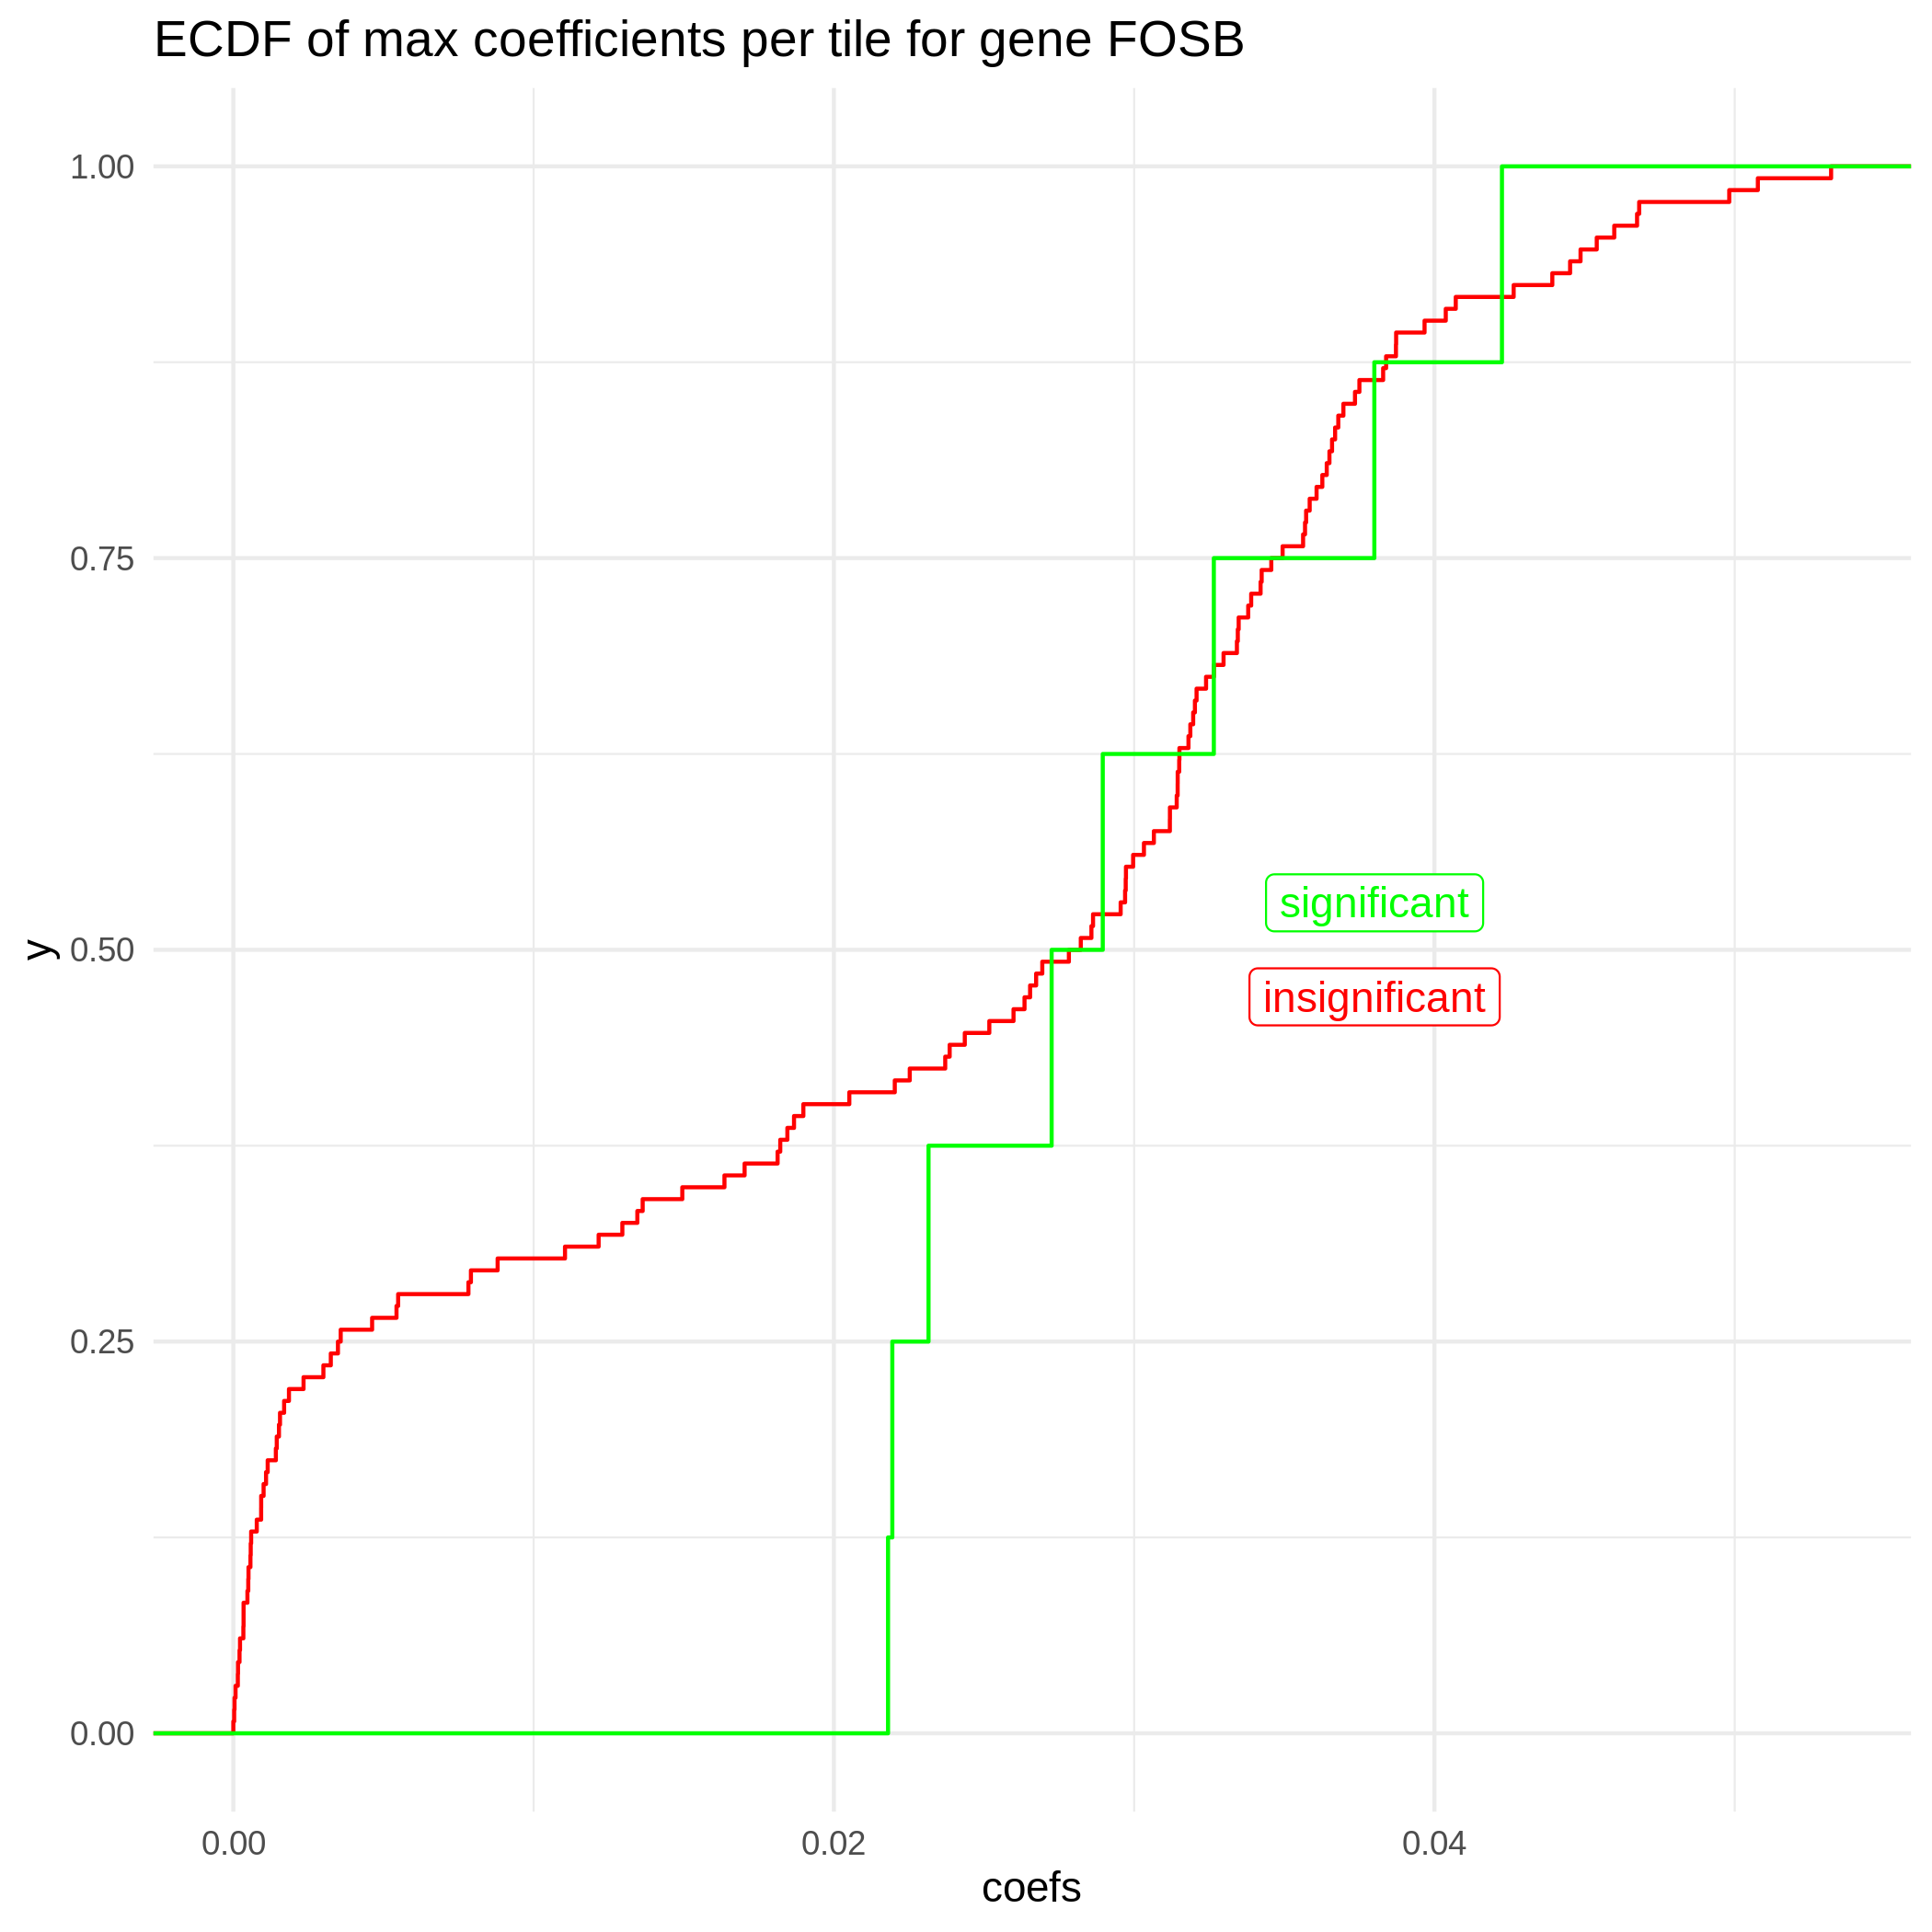 ECDF of max coefficients per tile for gene FOSB
1.00
0.75
0.50
0.25
0.00
y
significant
insignificant
0.00 0.02 0.04
coefs